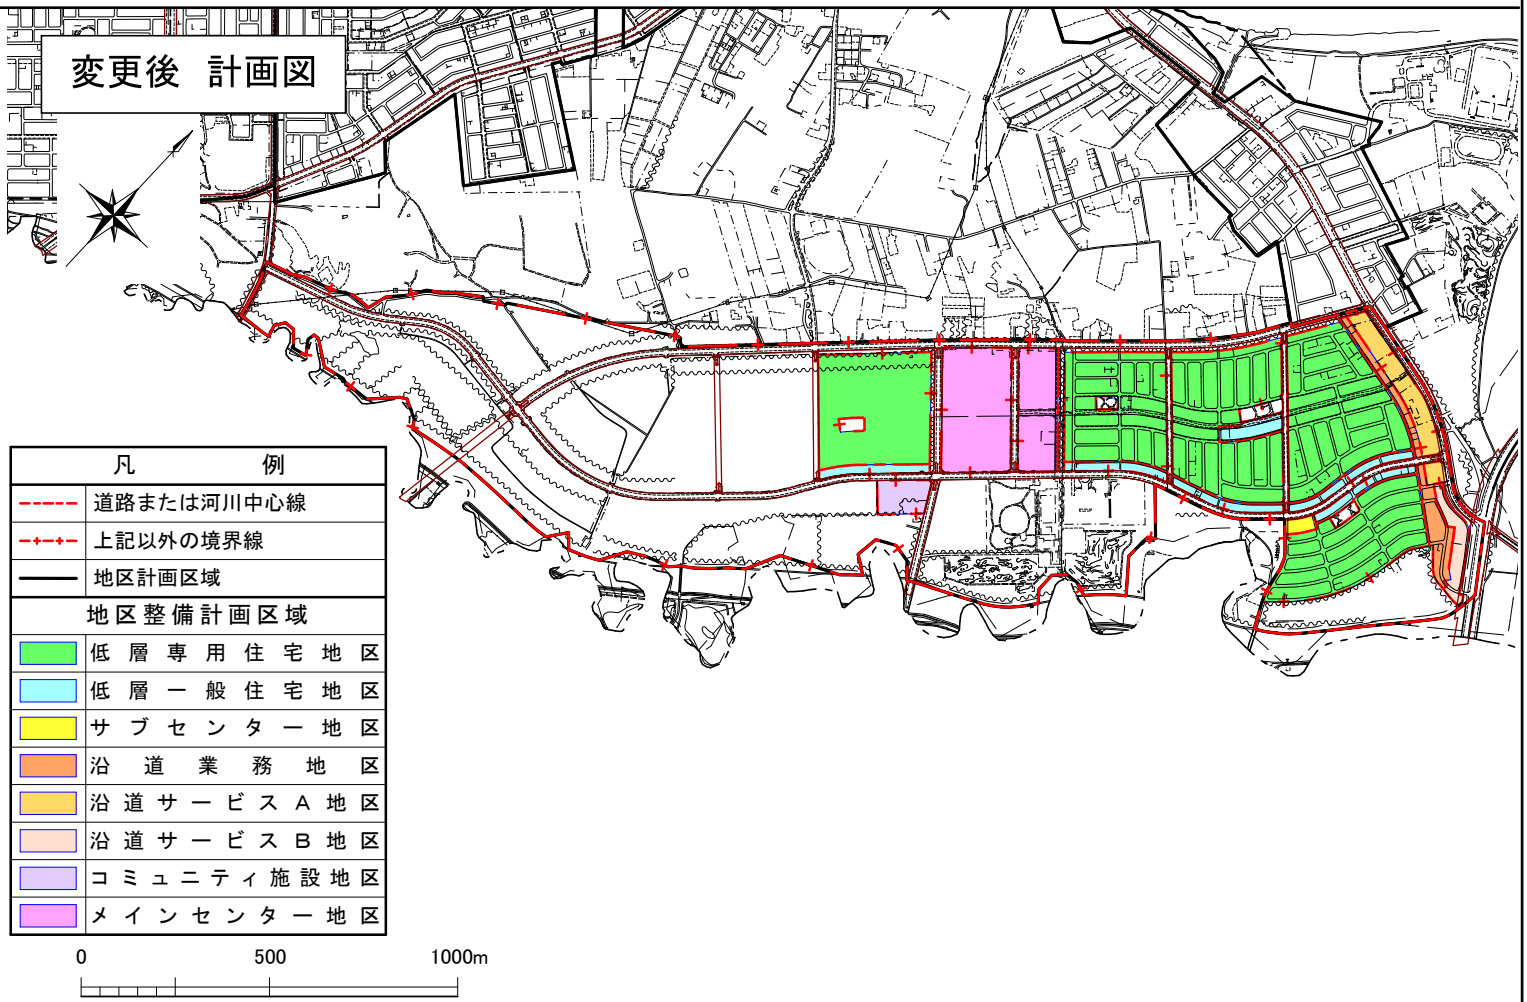 変更後 計画図
凡 例
道路または河川中心線
上記以外の境界線
地区計画区域
地区整備計画区域
低層専用住宅地区
低層一般住宅地区
サブセンター地区
沿道業務地区
沿道サービスA地区
沿道サービスB地区
コミュニティ施設地区
メインセンター地区
0 500 1000m